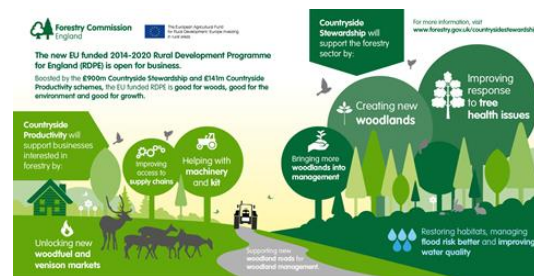 Forestry Commission
England
The European Agricultural Fund
for Rural Development: Europe investing
in rural areas
The new EU funded 2014-2020 Rural Development Programme
for England (RDPE) is open for business.
Boosted by the £900m Countryside Stewardship and £141m Countryside
Productivity schemes, the EU funded RDPE is good for woods, good for the
environment and good for growth.
Countryside
Productivity will
support businesses
interested in
forestry by:
Improving
access to
supply chains
Helping with
machinery
and kit
Unlocking new
woodfuel and
venison markets
Supporting new
woodland roads for
woodland management.
Countryside
Stewardship will
support the forestry
sector by:
For more information, visit
www.forestry.gov.uk/countrysidestewardship
Creating new
woodlands
Improving
response
to tree
health issues
Bringing more
woodlands into
management
Restoring habitats, managing
flood risk better and improving
water quality